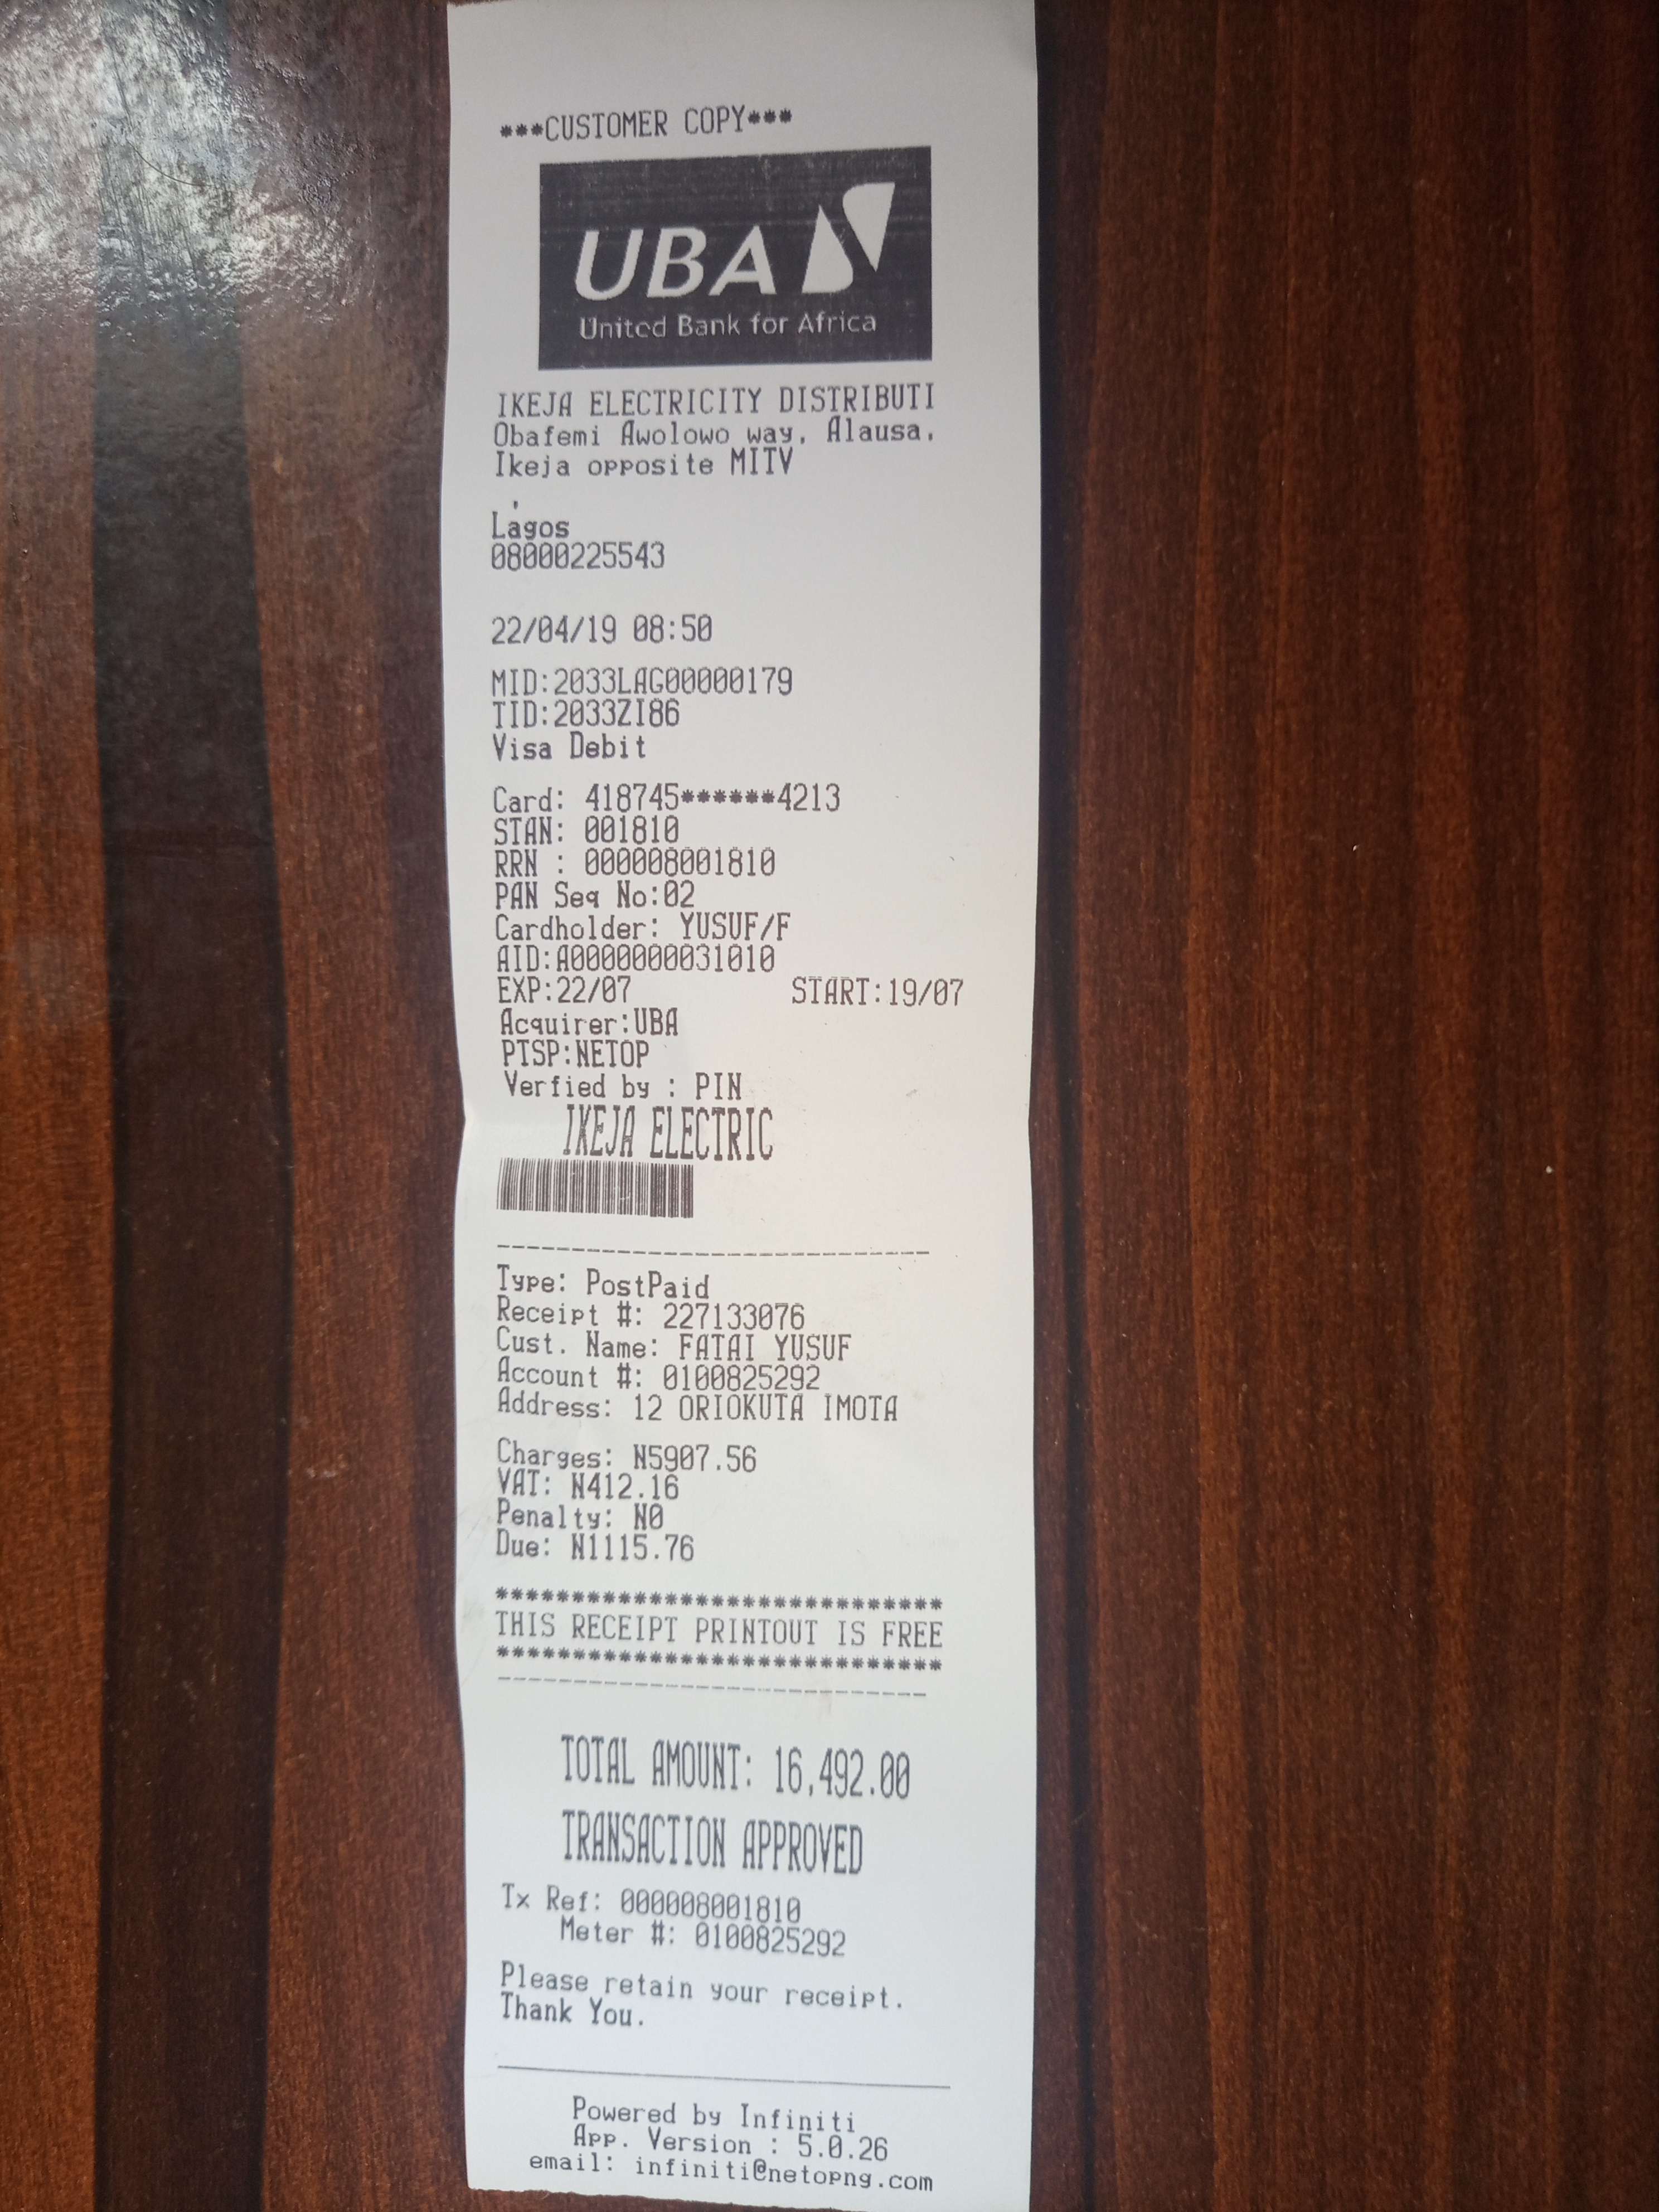 ***CUSTOMER COPY***
UBA
United Bank for Africa
IKEJA ELECTRICITY DISTRIBUTI
Obafemi Awolowo way, Alausa,
Ikeja opposite MITV
,
Lagos
08000225543
22/04/19 08:50
MID:2033LAG00000179
TID:2033ZI86
Visa Debit
Card: 418745******4213
STAN: 001810
RRN : 000008001810
PAN Seq No:02
Cardholder: YUSUF/F
AID:A0000000031010
EXP:22/07 START:19/07
Acquirer:UBA
PTSP:NETOP
Verfied by : PIN
IKEJA ELECTRIC
Type: PostPaid
Receipt #: 227133076
Cust. Name: FATAI YUSUF
Account #: 0100825292
Address: 12 ORIOKUTA IMOTA
Charges: N5907.56
VAT: N412.16
Penalty: N0
Due: N1115.76
*****************************
THIS RECEIPT PRINTOUT IS FREE
*****************************
TOTAL AMOUNT: 16,492.00
TRANSACTION APPROVED
Tx Ref: 000008001810
Meter #: 0100825292
Please retain your receipt.
Thank You.
Powered by Infiniti
App. Version : 5.0.26
email: infiniti@netopng.com